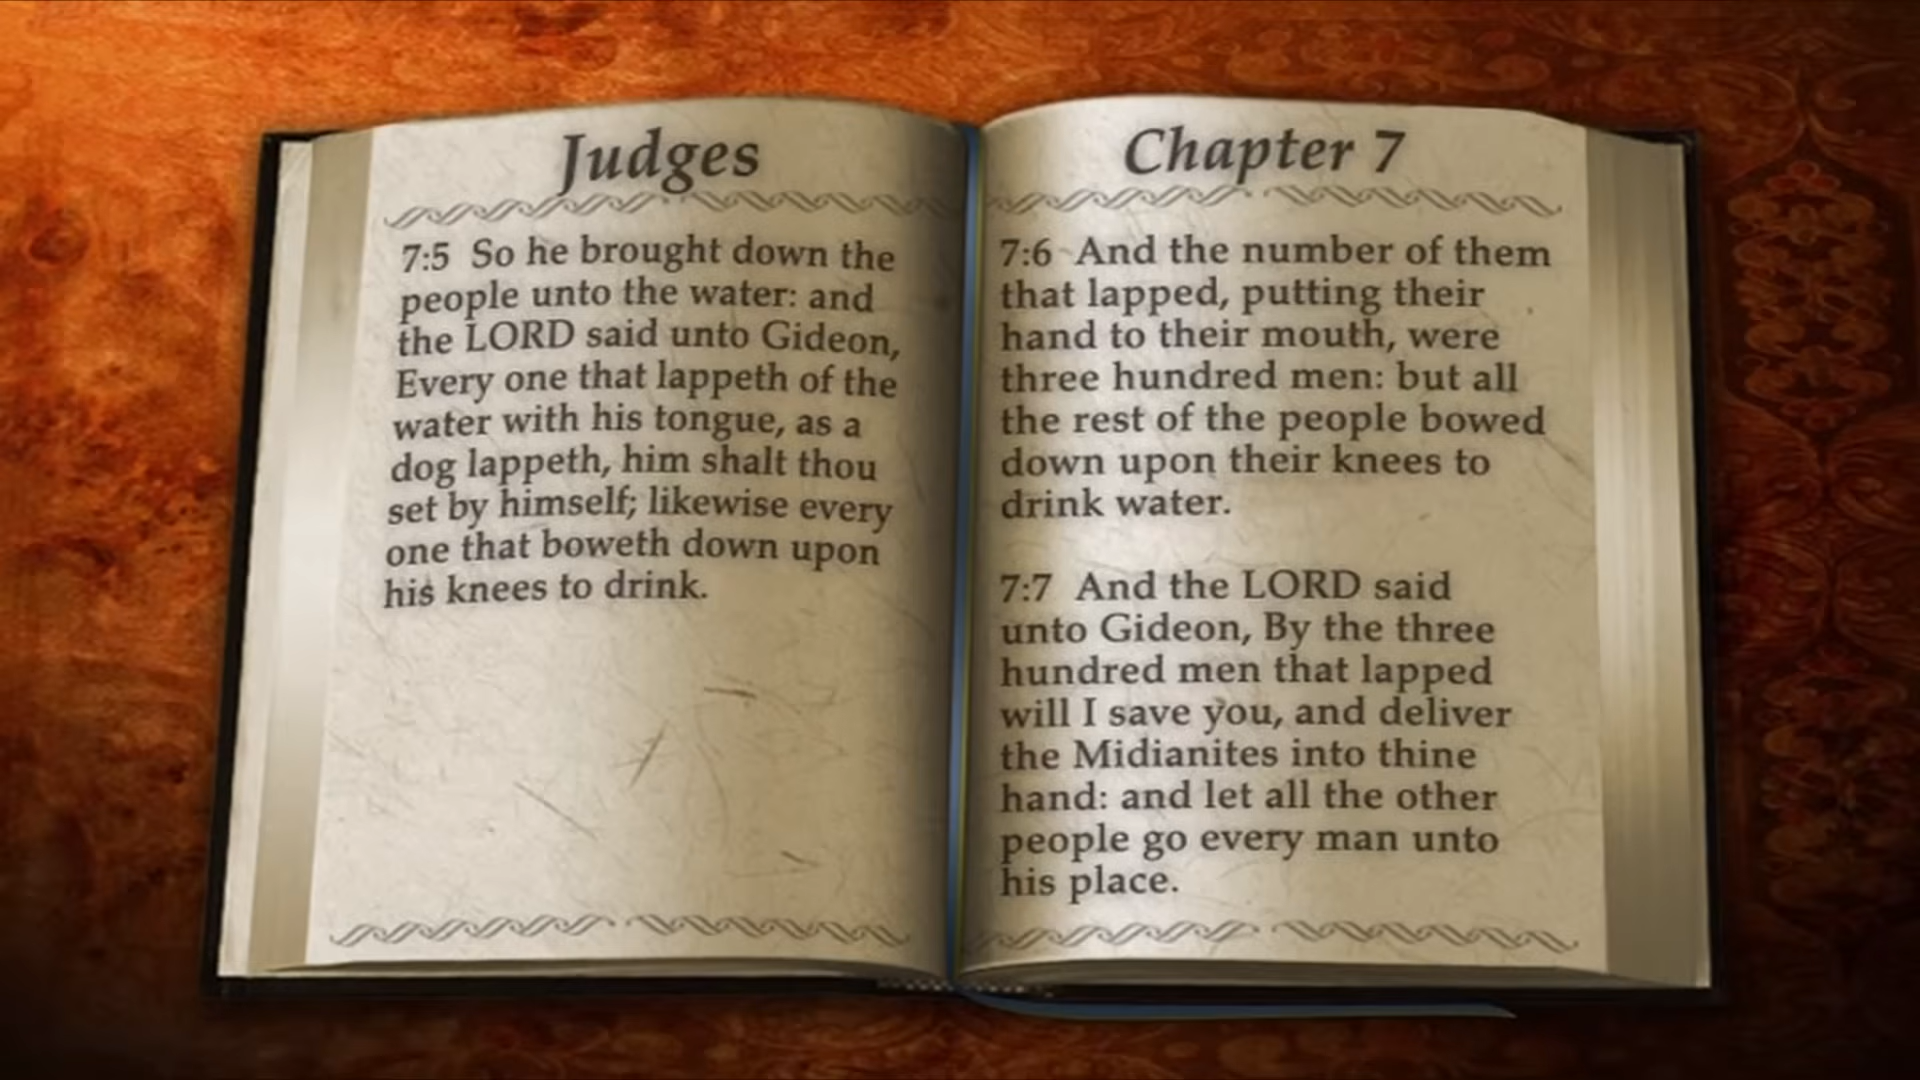 Judges
7:5 So he brought down the
people unto the water: and
the LORD said unto Gideon,
Every one that lappeth of the
water with his tongue, as a
dog lappeth, him shalt thou
set by himself; likewise every
one that boweth down upon
his knees to drink.
Chapter 7
7:6 And the number of them
that lapped, putting their
hand to their mouth, were
three hundred men: but all
the rest of the people bowed
down upon their knees to
drink water.
7:7 And the LORD said
unto Gideon, By the three
hundred men that lapped
will I save you, and deliver
the Midianites into thine
hand: and let all the other
people go every man unto
his place.